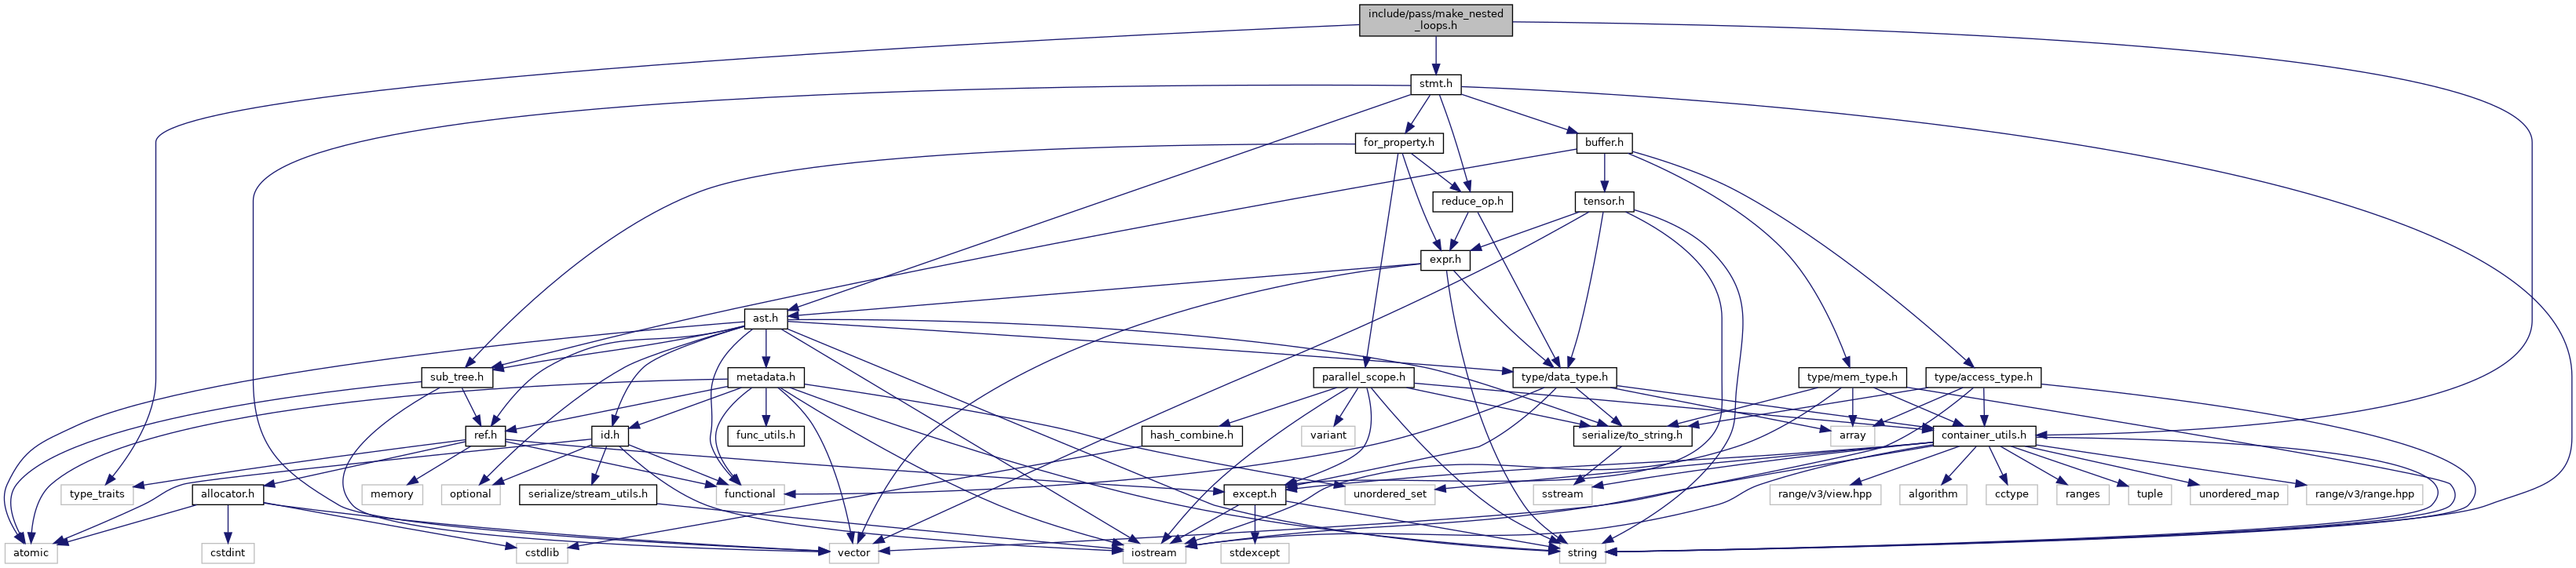 include/pass/make_nested
_loops.h
stmt.h
for_property.h
buffer.h
reduce_op.h
tensor.h
expr.h
ast.h
sub_tree.h
metadata.h
parallel_scope.h
type/data_type.h
type/mem_type.h
type/access_type.h
ref.h
id.h
func_utils.h
hash_combine.h
variant
serialize/to_string.h
array
container_utils.h
type_traits
allocator.h
memory
optional
serialize/stream_utils.h
functional
except.h
unordered_set
sstream
range/v3/view.hpp
algorithm
cctype
ranges
tuple
unordered_map
range/v3/range.hpp
atomic
cstdint
cstdlib
vector
iostream
stdexcept
string